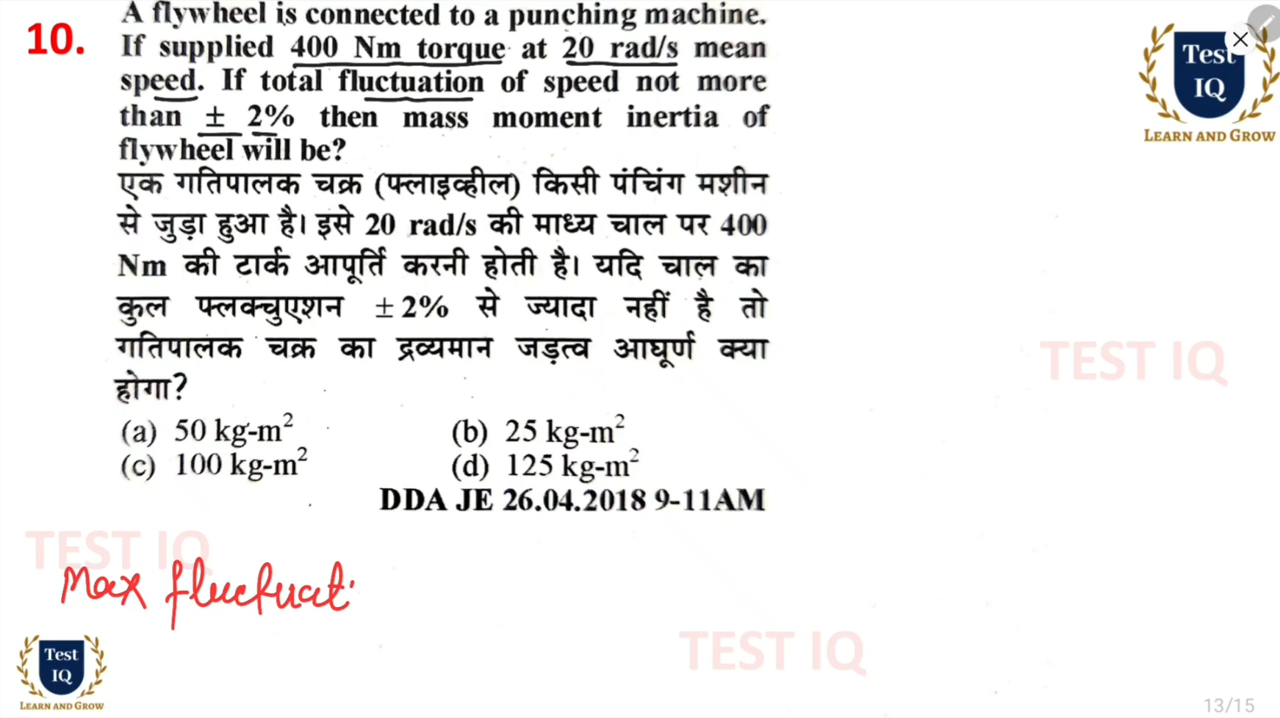 10.
A flywheel is connected to a punching machine.
If supplied 400 Nm torque at 20 rad/s mean
speed. If total fluctuation of speed not more
than ± 2% then mass moment inertia of
flywheel will be?
एक गतिपालक चक्र (फ्लाइव्हील) किसी पंचिंग मशीन
से जुड़ा हुआ है। इसे 20 rad/s की माध्य चाल पर 400
Nm की टार्क आपूर्ति करनी होती है। यदि चाल का
कुल फ्लक्चुएशन ±2% से ज्यादा नहीं है तो
गतिपालक चक्र का द्रव्यमान जड़त्व आघूर्ण क्या
होगा?
(a) 50 kg-m² (b) 25 kg-m²
(c) 100 kg-m² (d) 125 kg-m²
DDA JE 26.04.2018 9-11AM
Max fluctuati
Test
IQ
LEARN AND GROW
TEST IQ
TEST IQ
TEST IQ
Test
IQ
LEARN AND GROW
13/15